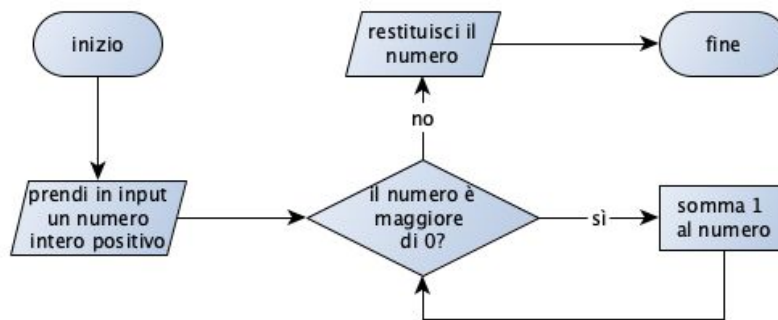 inizio
prendi in input
un numero
intero positivo
il numero è
maggiore
di 0?
sì
somma 1
al numero
no
restituisci il
numero
fine